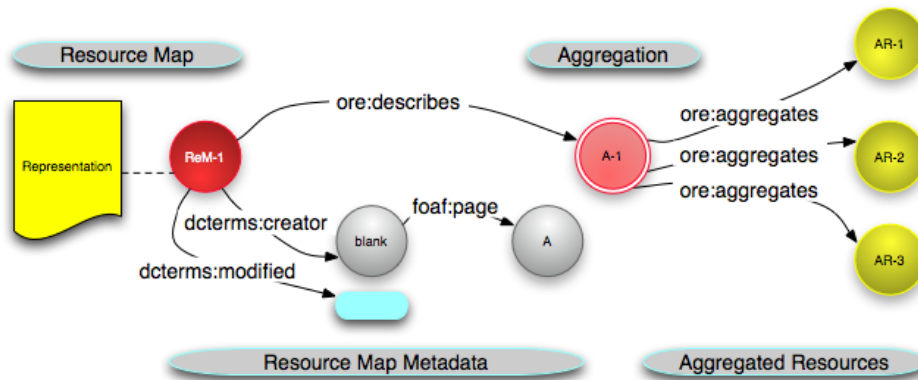 Resource Map
Aggregation
AR-1
ore:describes
ore:aggregates
Representation
ReM-1
A-1
ore:aggregates
AR-2
ore:aggregates
dcterms:creator
foaf:page
blank
A
AR-3
dcterms:modified
Resource Map Metadata
Aggregated Resources